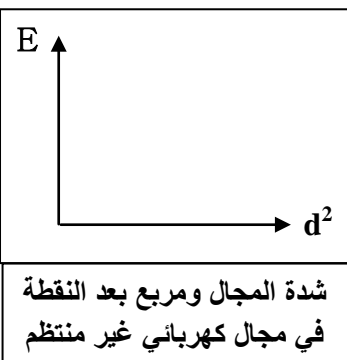 E
d²
شدة المجال ومربع بعد النقطة
في مجال كهربائي غير منتظم